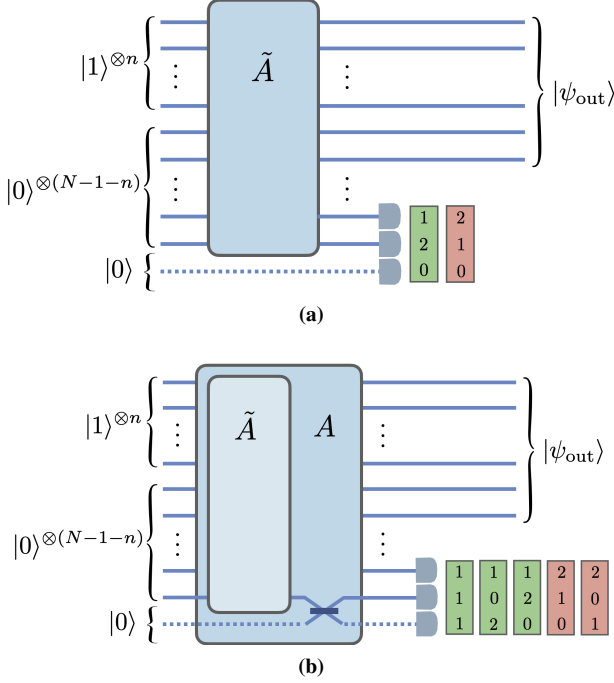 |1⟩^{⊗n}
Ã
⋮
⋮
|ψ_out⟩
|0⟩^{⊗(N−1−n)}
⋮
⋮
1 2
2 1
|0⟩ 0 0
(a)
|1⟩^{⊗n}
Ã A
⋮
⋮
|ψ_out⟩
|0⟩^{⊗(N−1−n)}
⋮
⋮
1 1 1 2 2
1 0 2 1 0
|0⟩ 1 2 0 0 1
(b)